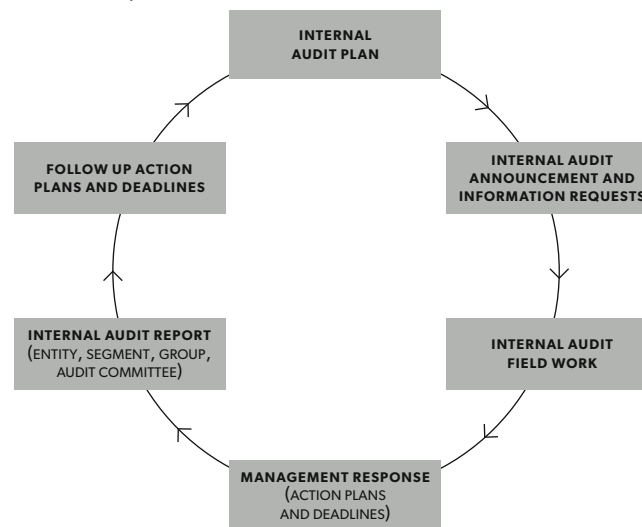 INTERNAL
AUDIT PLAN
INTERNAL AUDIT
ANNOUNCEMENT AND
INFORMATION REQUESTS
INTERNAL AUDIT
FIELD WORK
MANAGEMENT RESPONSE
(ACTION PLANS
AND DEADLINES)
INTERNAL AUDIT REPORT
(ENTITY, SEGMENT, GROUP,
AUDIT COMMITTEE)
FOLLOW UP ACTION
PLANS AND DEADLINES